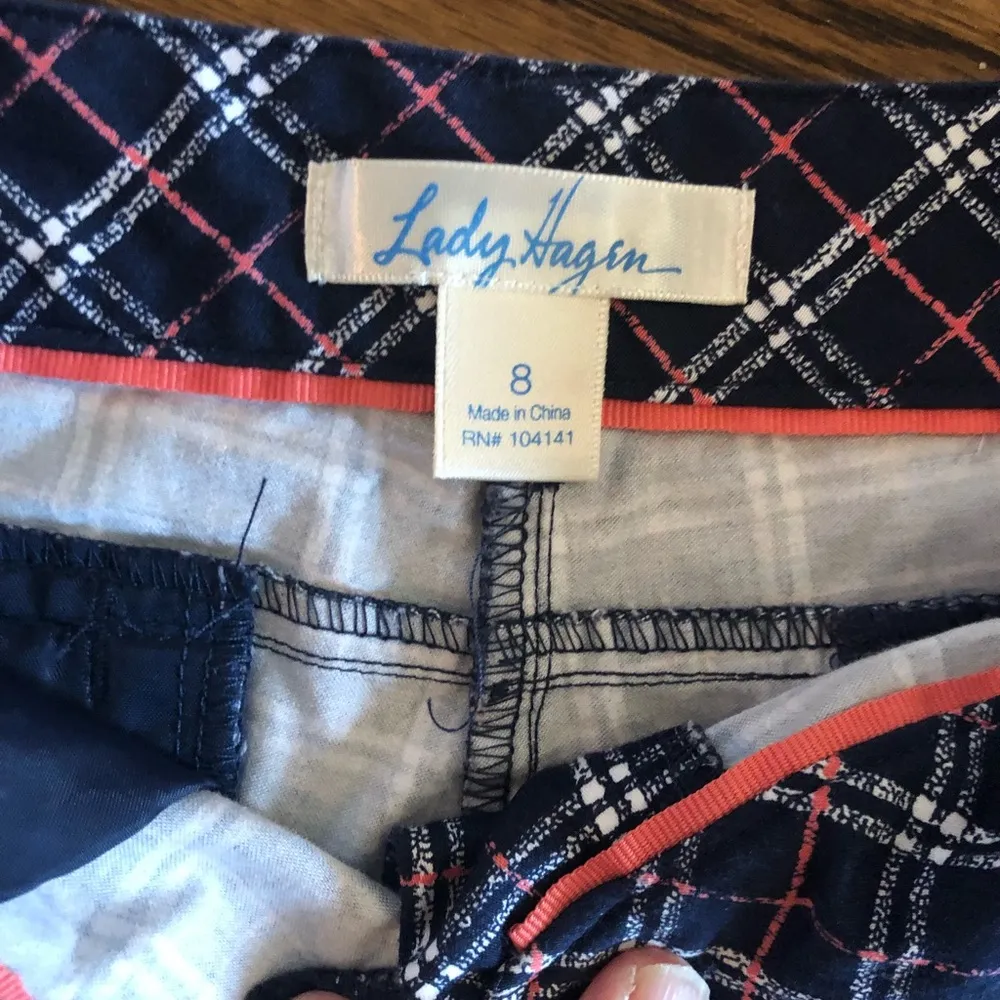 Lady Hagen
8
Made in China
RN# 104141